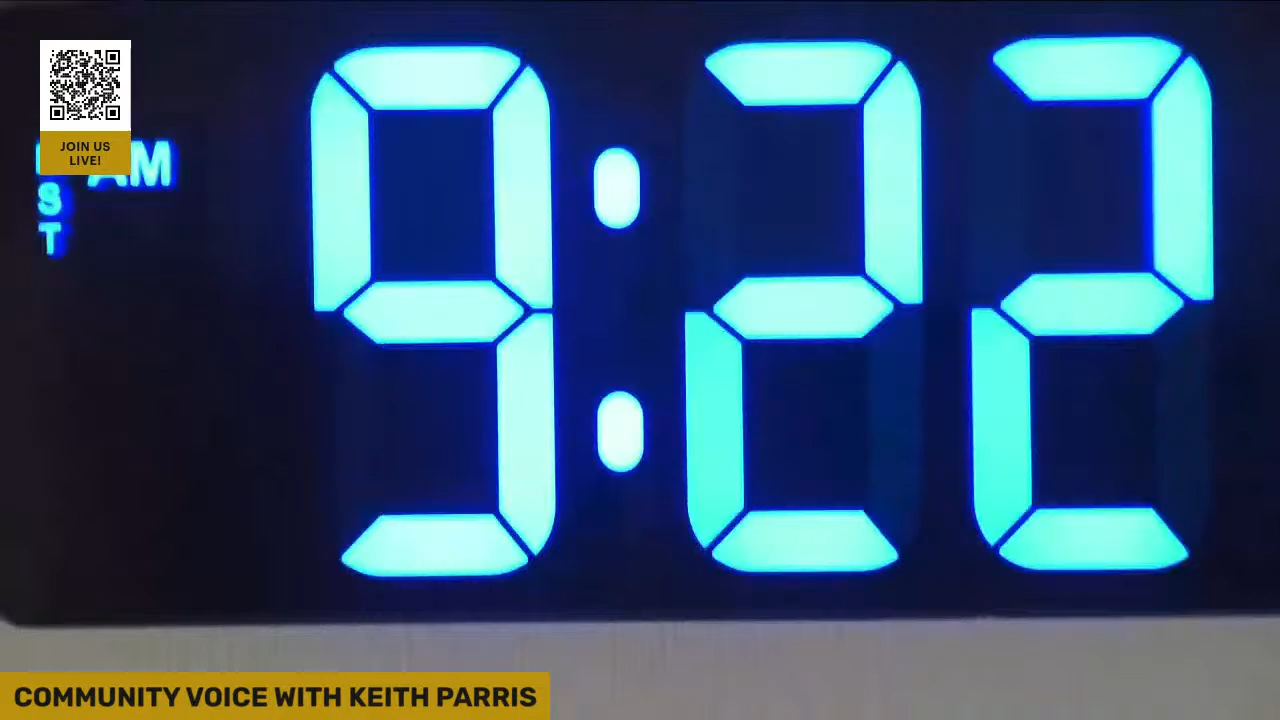 JOIN US
LIVE!
AM
S
T
9:22
COMMUNITY VOICE WITH KEITH PARRIS